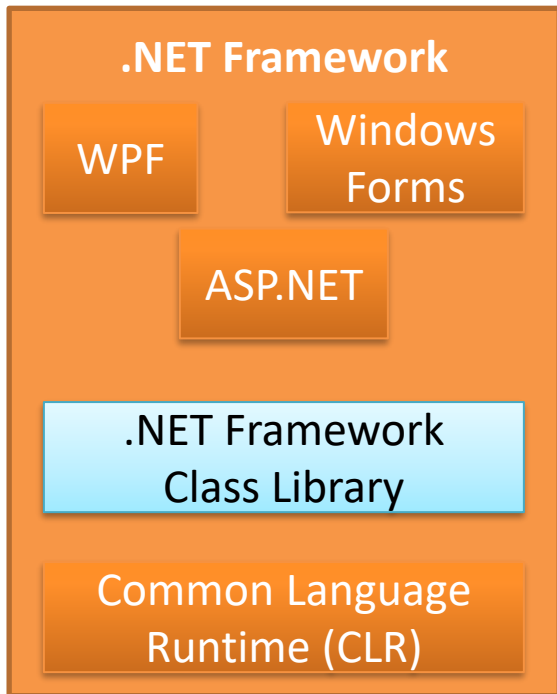 .NET Framework
WPF
Windows
Forms
ASP.NET
.NET Framework
Class Library
Common Language
Runtime (CLR)